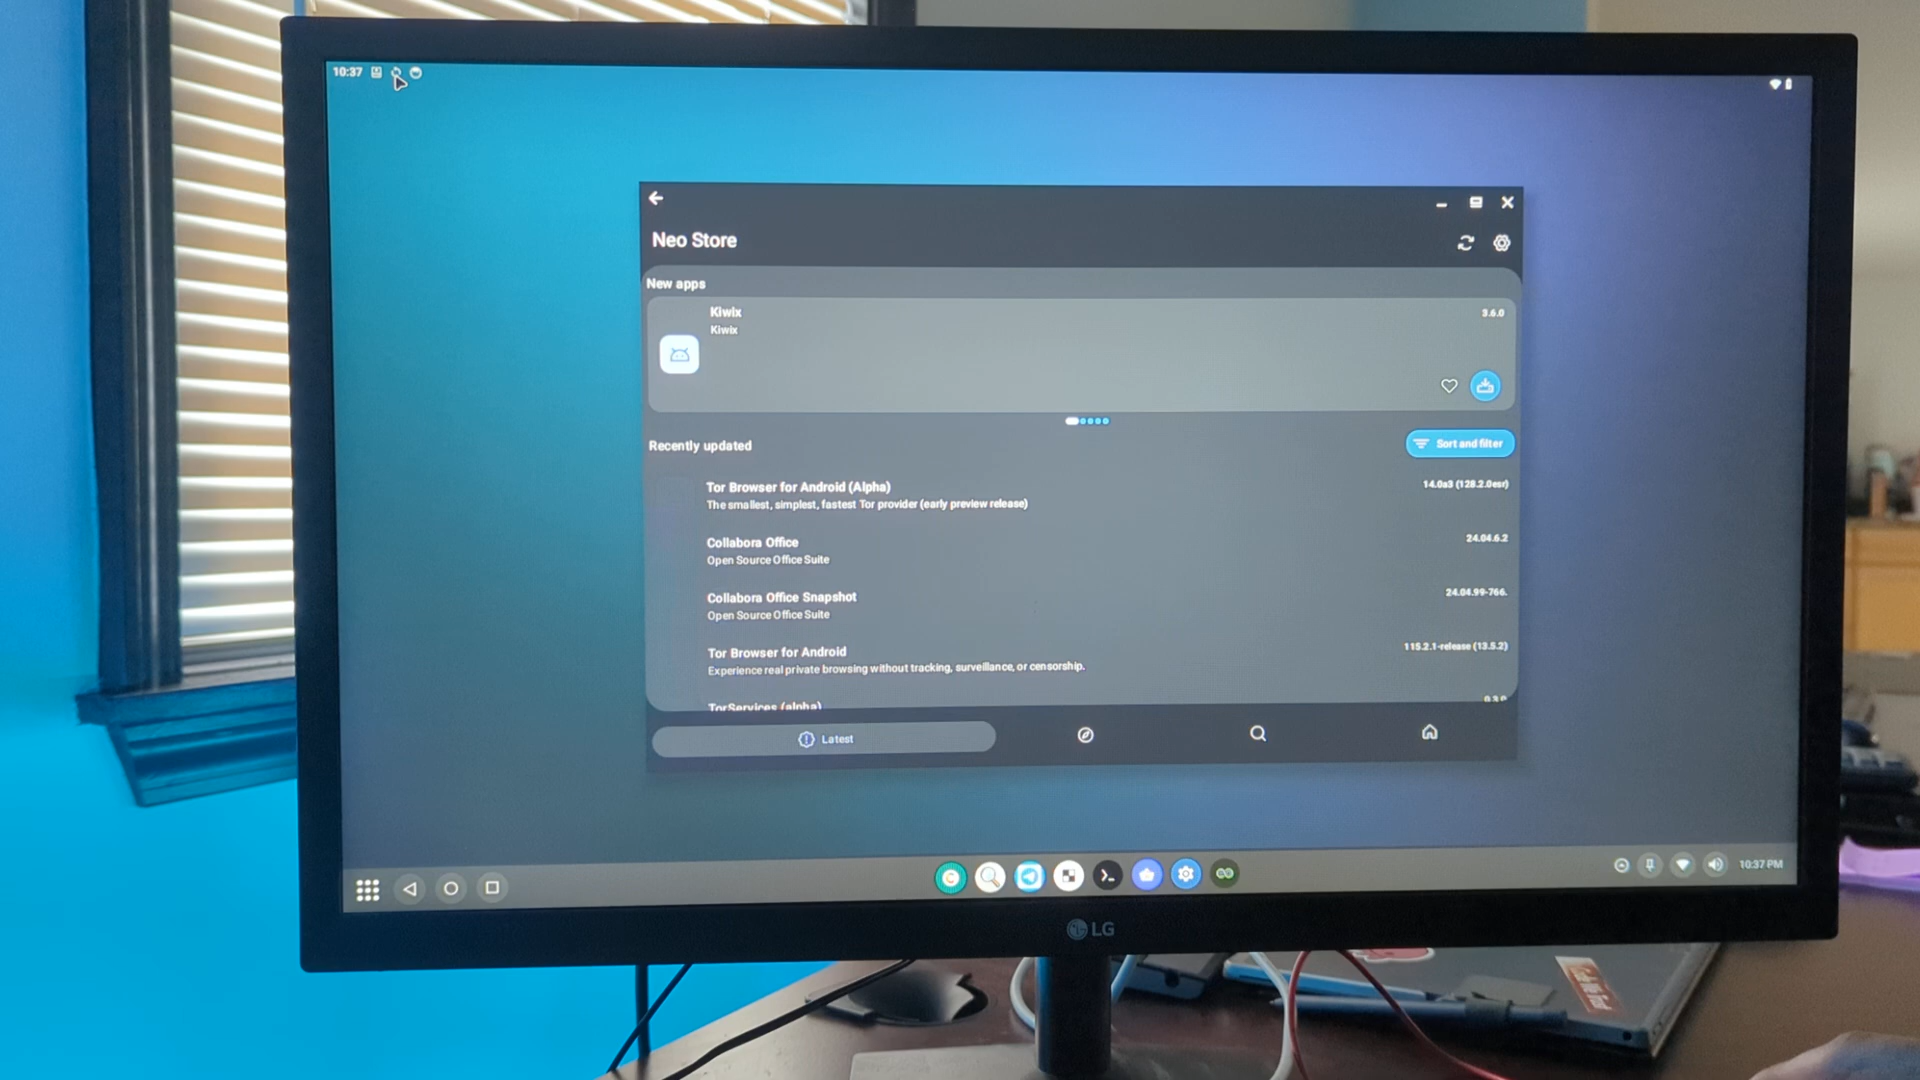 10:37
Neo Store
New apps
Kiwix
3.6.0
Kiwix
Recently updated
Sort and filter
Tor Browser for Android (Alpha)
14.0a3 (128.2.0esr)
The smallest, simplest, fastest Tor provider (early preview release)
Collabora Office
24.04.6.2
Open Source Office Suite
Collabora Office Snapshot
24.04.99-766.
Open Source Office Suite
Tor Browser for Android
115.2.1-release (13.5.2)
Experience real private browsing without tracking, surveillance, or censorship.
TorServices (alpha)
0.3.0
Latest
10:37 PM
LG